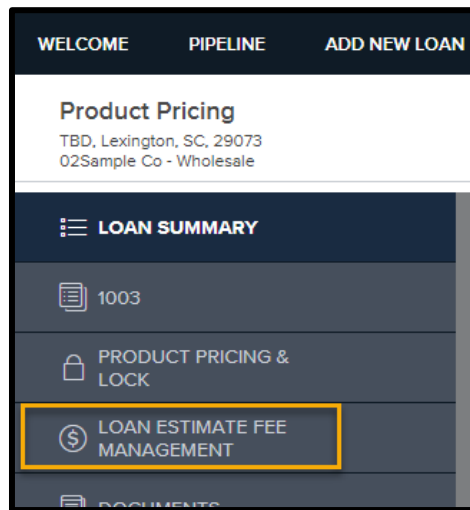 WELCOME PIPELINE ADD NEW LOAN
Product Pricing
TBD, Lexington, SC, 29073
02Sample Co - Wholesale
LOAN SUMMARY
1003
PRODUCT PRICING &
LOCK
LOAN ESTIMATE FEE
MANAGEMENT
DOCUMENTS